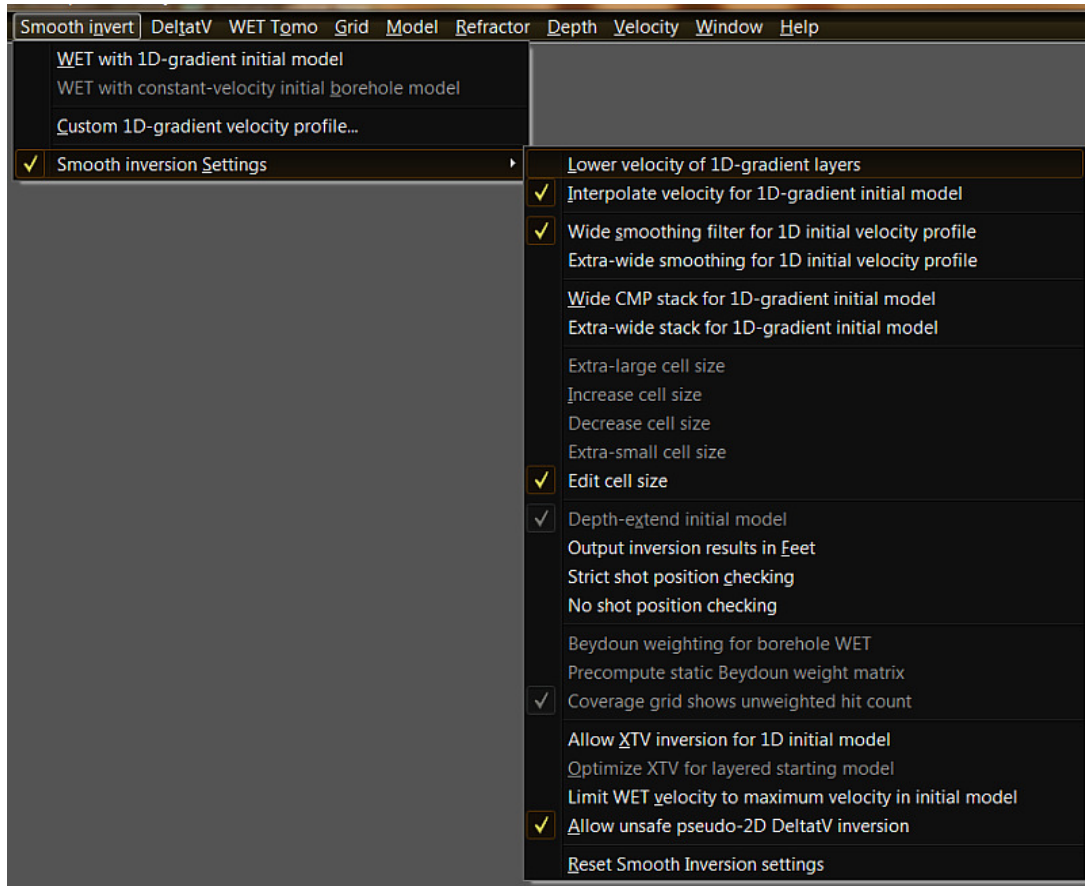 Smooth invert DeltatV WET Tomo Grid Model Refractor Depth Velocity Window Help
WET with 1D-gradient initial model
WET with constant-velocity initial borehole model
Custom 1D-gradient velocity profile...
Smooth inversion Settings
Lower velocity of 1D-gradient layers
Interpolate velocity for 1D-gradient initial model
Wide smoothing filter for 1D initial velocity profile
Extra-wide smoothing for 1D initial velocity profile
Wide CMP stack for 1D-gradient initial model
Extra-wide stack for 1D-gradient initial model
Extra-large cell size
Increase cell size
Decrease cell size
Extra-small cell size
Edit cell size
Depth-extend initial model
Output inversion results in Feet
Strict shot position checking
No shot position checking
Beydoun weighting for borehole WET
Precompute static Beydoun weight matrix
Coverage grid shows unweighted hit count
Allow XTV inversion for 1D initial model
Optimize XTV for layered starting model
Limit WET velocity to maximum velocity in initial model
Allow unsafe pseudo-2D DeltatV inversion
Reset Smooth Inversion settings